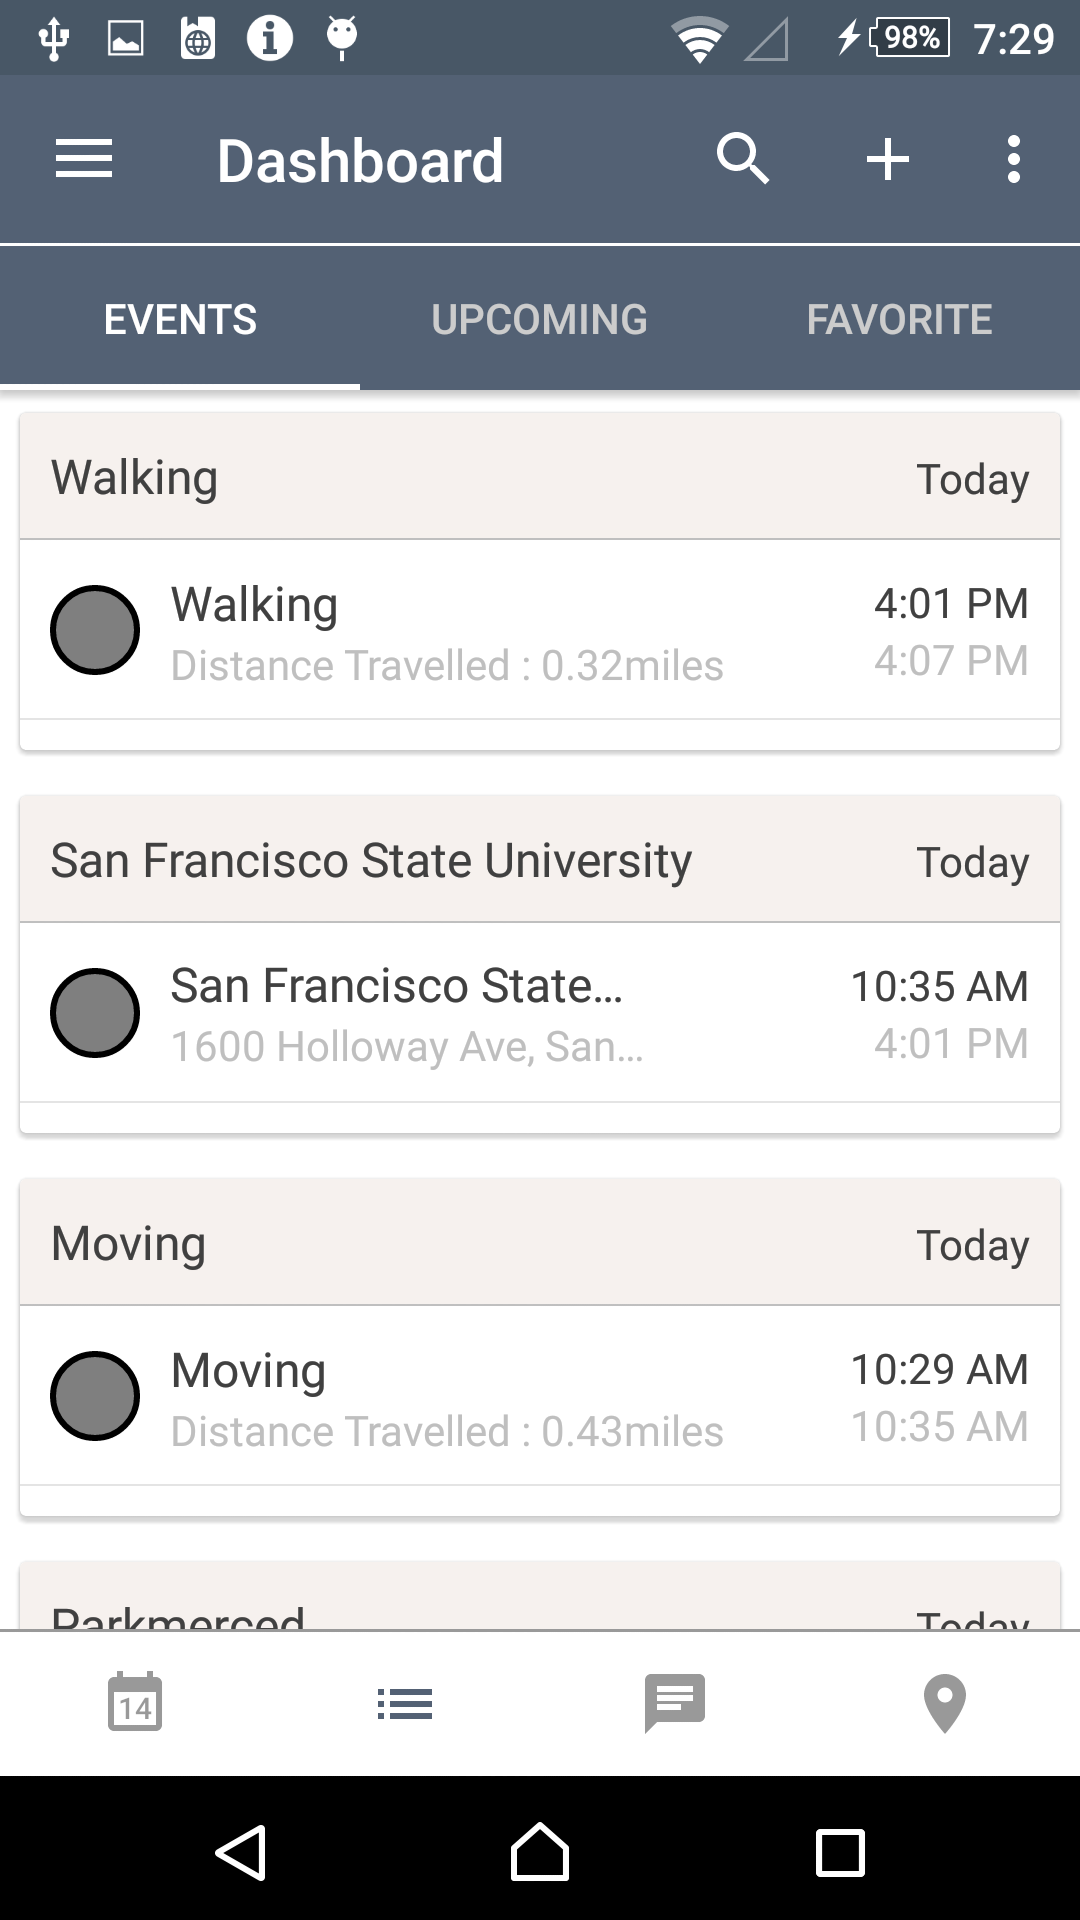 98% 7:29
Dashboard
EVENTS UPCOMING FAVORITE
Walking Today
Walking 4:01 PM
Distance Travelled : 0.32miles 4:07 PM
San Francisco State University Today
San Francisco State... 10:35 AM
1600 Holloway Ave, San... 4:01 PM
Moving Today
Moving 10:29 AM
Distance Travelled : 0.43miles 10:35 AM
Parkmerced Today
14